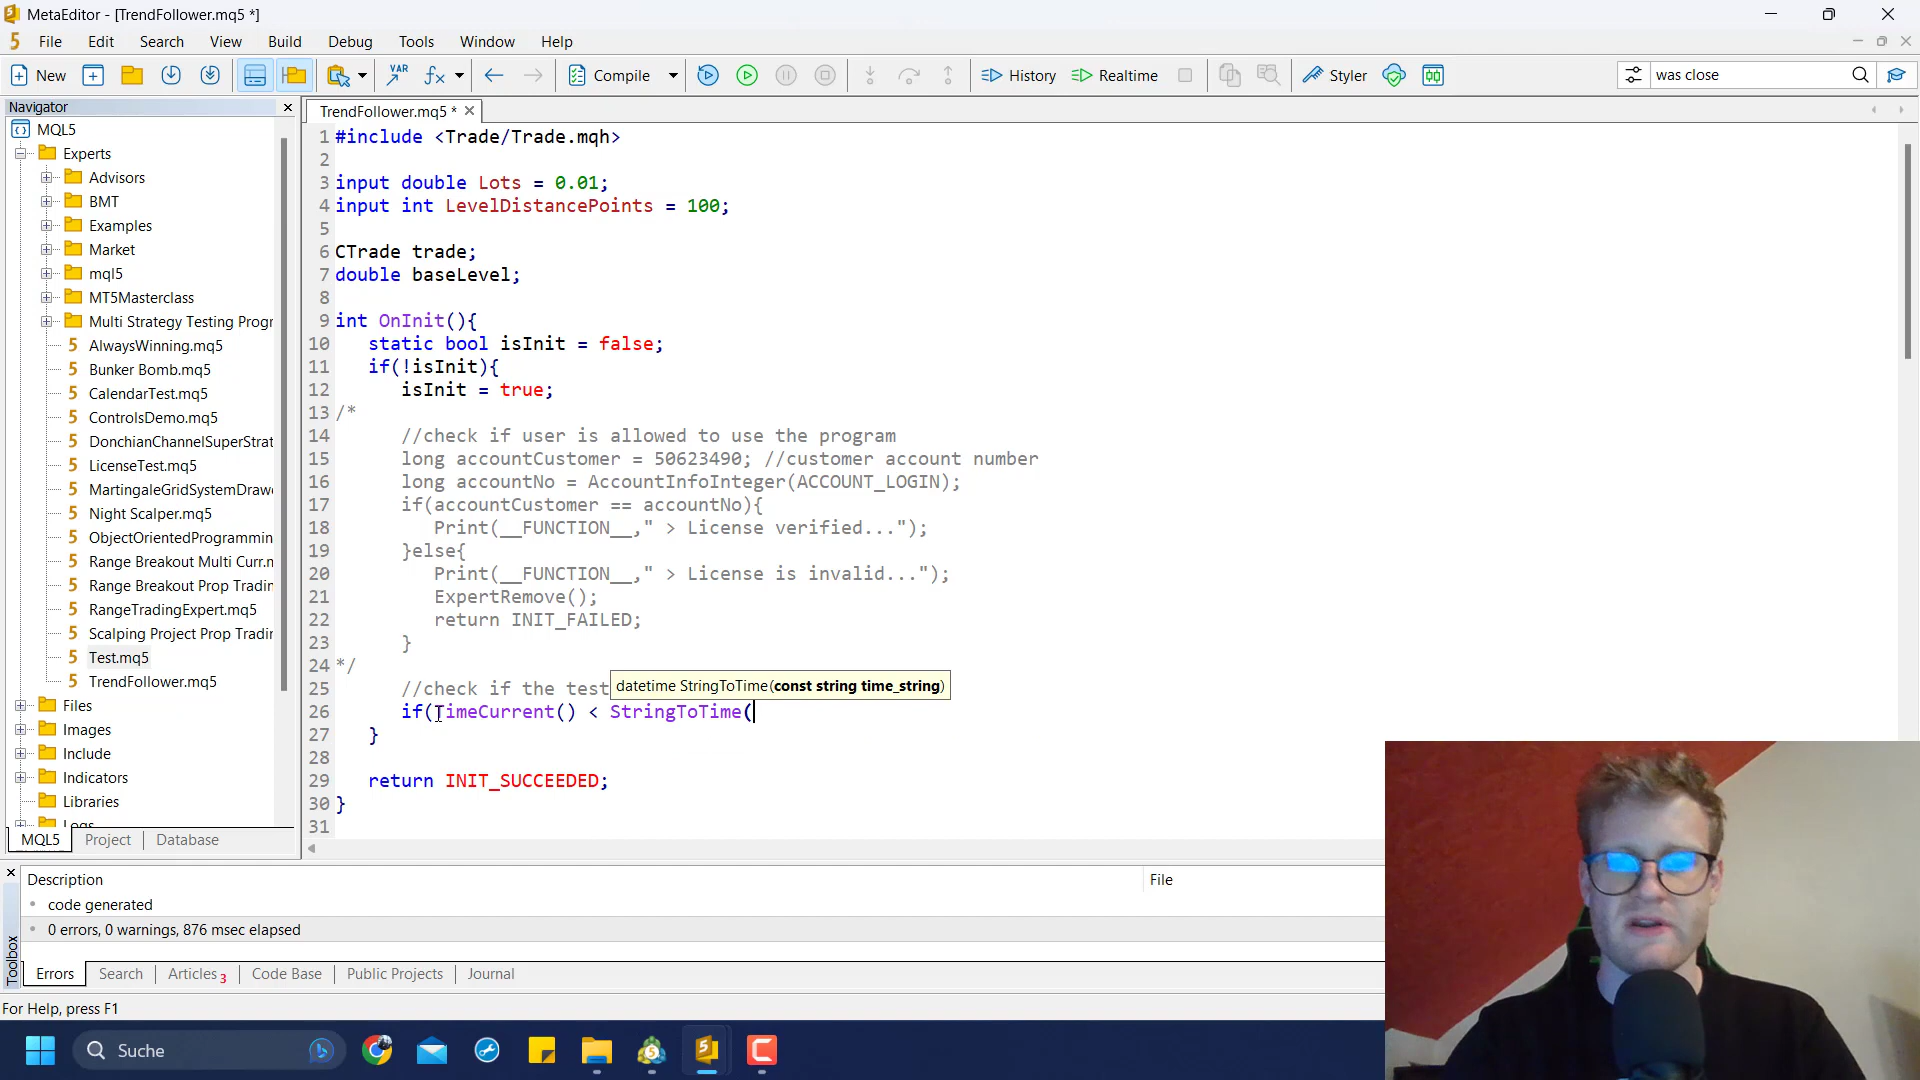 MetaEditor - [TrendFollower.mq5 *]
File Edit Search View Build Debug Tools Window Help
New Compile History Realtime Styler was close
Navigator
MQL5
Experts
Advisors
BMT
Examples
Market
mql5
MT5Masterclass
Multi Strategy Testing Progr
AlwaysWinning.mq5
Bunker Bomb.mq5
CalendarTest.mq5
ControlsDemo.mq5
DonchianChannelSuperStrat
LicenseTest.mq5
MartingaleGridSystemDraw
Night Scalper.mq5
ObjectOrientedProgrammin
Range Breakout Multi Curr.m
Range Breakout Prop Tradin
RangeTradingExpert.mq5
Scalping Project Prop Tradin
Test.mq5
TrendFollower.mq5
Files
Images
Include
Indicators
Libraries
Logs
MQL5 Project Database
TrendFollower.mq5 *
1 #include <Trade/Trade.mqh>
2
3 input double Lots = 0.01;
4 input int LevelDistancePoints = 100;
5
6 CTrade trade;
7 double baseLevel;
8
9 int OnInit(){
10 static bool isInit = false;
11 if(!isInit){
12 isInit = true;
13 /*
14 //check if user is allowed to use the program
15 long accountCustomer = 50623490; //customer account number
16 long accountNo = AccountInfoInteger(ACCOUNT_LOGIN);
17 if(accountCustomer == accountNo){
18 Print(__FUNCTION__," > License verified...");
19 }else{
20 Print(__FUNCTION__," > License is invalid...");
21 ExpertRemove();
22 return INIT_FAILED;
23 }
24 */
25 //check if the test
datetime StringToTime(const string time_string)
26 if(TimeCurrent() < StringToTime(
27 }
28
29 return INIT_SUCCEEDED;
30 }
31
Toolbox
Description File
code generated
0 errors, 0 warnings, 876 msec elapsed
Errors Search Articles 3 Code Base Public Projects Journal
For Help, press F1
Suche